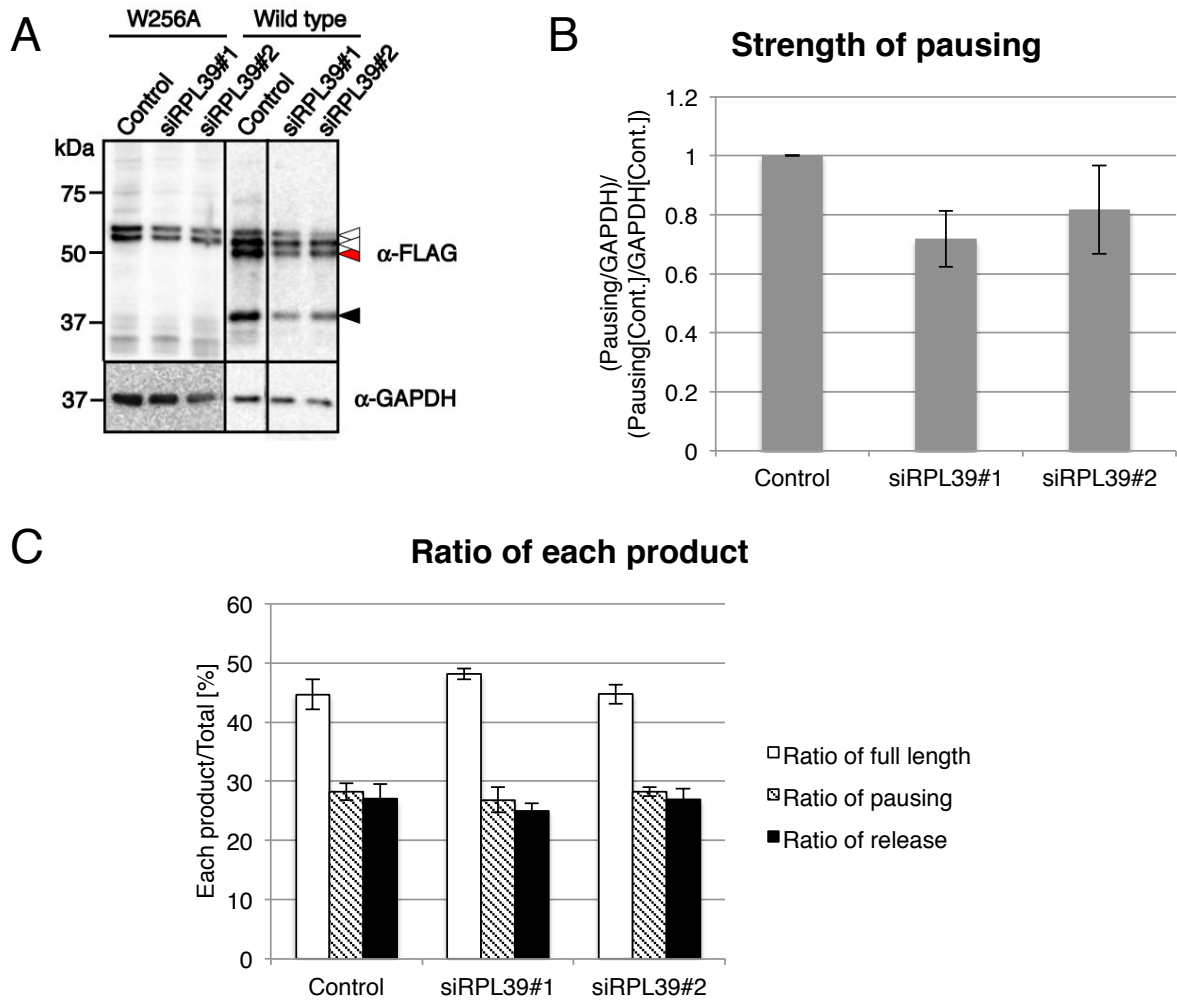 A
W256A Wild type
Control siRPL39#1 siRPL39#2 Control siRPL39#1 siRPL39#2
kDa
75
50
α-FLAG
37
37
α-GAPDH
B
Strength of pausing
(Pausing/GAPDH)/
(Pausing[Cont.]/GAPDH[Cont.])
1.2
1
0.8
0.6
0.4
0.2
0
Control siRPL39#1 siRPL39#2
C
Ratio of each product
Each product/Total [%]
60
50
40
30
20
10
0
Control siRPL39#1 siRPL39#2
Ratio of full length
Ratio of pausing
Ratio of release